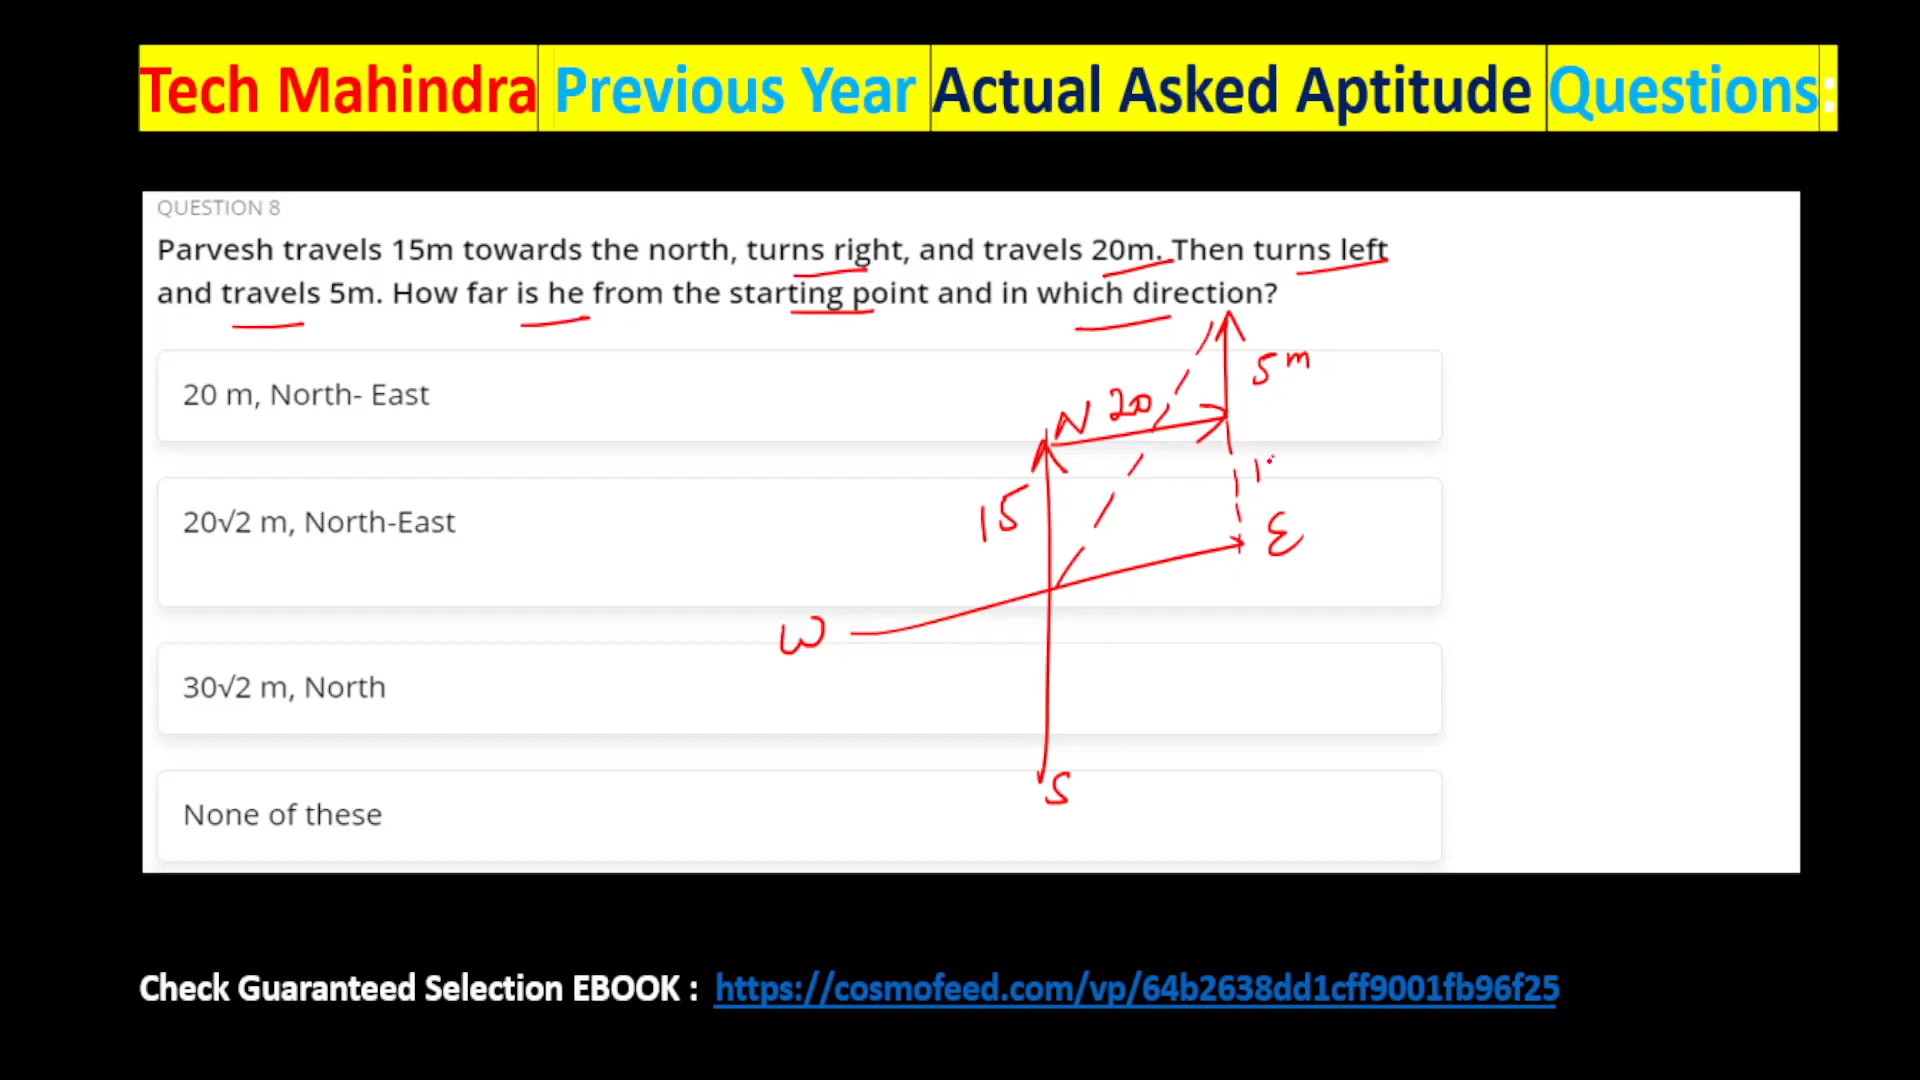 Tech Mahindra Previous Year Actual Asked Aptitude Questions:
QUESTION 8
Parvesh travels 15m towards the north, turns right, and travels 20m. Then turns left
and travels 5m. How far is he from the starting point and in which direction?
5 m
20 m, North- East
N 20
1
15
20√2 m, North-East
E
W
30√2 m, North
S
None of these
Check Guaranteed Selection EBOOK : https://cosmofeed.com/vp/64b2638dd1cff9001fb96f25